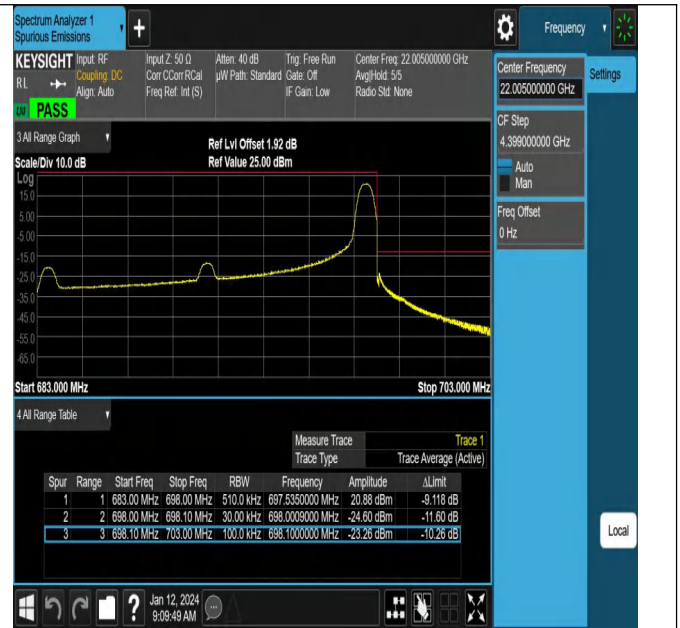 Spectrum Analyzer 1
Spurious Emissions
Frequency
KEYSIGHT Input: RF Input Z: 50 Ω Atten: 40 dB Trig: Free Run Center Freq: 22.005000000 GHz
Coupling: DC Corr CCorr RCal µW Path: Standard Gate: Off Avg|Hold: 5/5
RL Align: Auto Freq Ref: Int (S) IF Gain: Low Radio Std: None
LXI PASS
Center Frequency
22.005000000 GHz
Settings
CF Step
4.399000000 GHz
Auto
Man
Freq Offset
0 Hz
3 All Range Graph
Ref Lvl Offset 1.92 dB
Scale/Div 10.0 dB Ref Value 25.00 dBm
Log
15.0
5.00
-5.00
-15.0
-25.0
-35.0
-45.0
-55.0
-65.0
Start 683.000 MHz Stop 703.000 MHz
4 All Range Table
Measure Trace Trace 1
Trace Type Trace Average (Active)
Spur Range Start Freq Stop Freq RBW Frequency Amplitude ΔLimit
1 1 683.00 MHz 698.00 MHz 510.0 kHz 697.5350000 MHz 20.88 dBm -9.118 dB
2 2 698.00 MHz 698.10 MHz 30.00 kHz 698.0009000 MHz -24.60 dBm -11.60 dB
3 3 698.10 MHz 703.00 MHz 100.0 kHz 698.1000000 MHz -23.26 dBm -10.26 dB
Local
Jan 12, 2024
9:09:49 AM